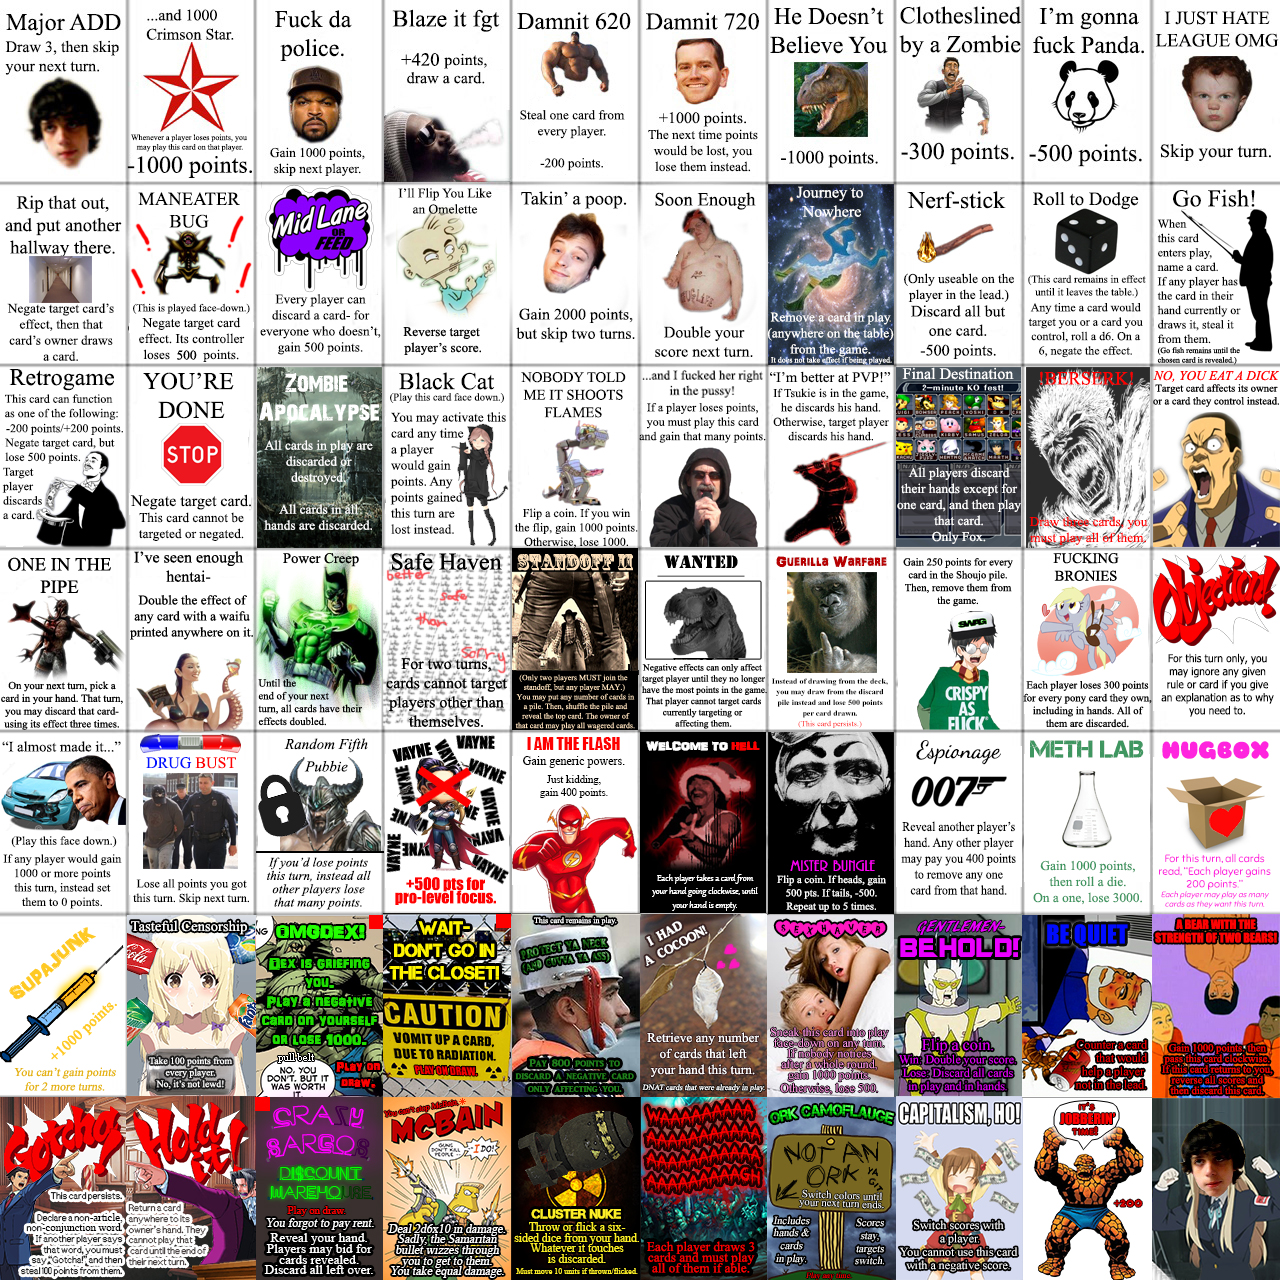 Major ADD
Draw 3, then skip
your next turn.
...and 1000
Crimson Star.
Whenever a player loses points, you
may play this card on that player.
-1000 points.
Fuck da
police.
Gain 1000 points,
skip next player.
Blaze it fgt
+420 points,
draw a card.
Damnit 620
Steal one card from
every player.
-200 points.
Damnit 720
+1000 points.
The next time points
would be lost, you
lose them instead.
He Doesn't
Believe You
-1000 points.
Clotheslined
by a Zombie
-300 points.
I'm gonna
fuck Panda.
-500 points.
I JUST HATE
LEAGUE OMG
Skip your turn.
Rip that out,
and put another
hallway there.
Negate target card's
effect, then that
card's owner draws
a card.
MANEATER
BUG
(This is played face-down.)
Negate target card
effect. Its controller
loses 500 points.
Mid Lane
OR
FEED
Every player can
discard a card- for
everyone who doesn't,
gain 500 points.
I'll Flip You Like
an Omelette
Reverse target
player's score.
Takin' a poop.
Gain 2000 points,
but skip two turns.
Soon Enough
Double your
score next turn.
Journey to
Nowhere
Remove a card in play
(anywhere on the table)
from the game.
It does not take effect if being played.
Nerf-stick
(Only useable on the
player in the lead.)
Discard all but
one card.
-500 points.
Roll to Dodge
(This card remains in effect
until it leaves the table.)
Any time a card would
target you or a card you
control, roll a d6. On a
6, negate the effect.
Go Fish!
When
this card
enters play,
name a card.
If any player has
the card in their
hand currently or
draws it, steal it
from them.
(Go fish remains until the
chosen card is revealed.)
Retrogame
This card can function
as one of the following:
-200 points/+200 points.
Negate target card, but
lose 500 points.
Target
player
discards
a card.
YOU'RE
DONE
STOP
Negate target card.
This card cannot be
targeted or negated.
ZOMBIE
APOCALYPSE
All cards in play are
discarded or
destroyed.
All cards in all
hands are discarded.
Black Cat
(Play this card face down.)
You may activate this
card any time
a player
would gain
points. Any
points gained
this turn are
lost instead.
NOBODY TOLD
ME IT SHOOTS
FLAMES
Flip a coin. If you win
the flip, gain 1000 points.
Otherwise, lose 1000.
...and I fucked her right
in the pussy!
If a player loses points,
you must play this card
and gain that many points.
"I'm better at PVP!"
If Tsukie is in the game,
he discards his hand.
Otherwise, target player
discards his hand.
Final Destination
2-minute KO fest!
All players discard
their hands except for
one card, and then play
that card.
Only Fox.
!BERSERK!
Draw three cards, you
must play all of them.
NO, YOU EAT A DICK
Target card affects its owner
or a card they control instead.
ONE IN THE
PIPE
On your next turn, pick a
card in your hand. That turn,
you may discard that card-
using its effect three times.
I've seen enough
hentai-
Double the effect of
any card with a waifu
printed anywhere on it.
Power Creep
Until the
end of your next
turn, all cards have their
effects doubled.
Safe Haven
better
safe
than
sorry
For two turns,
cards cannot target
players other than
themselves.
STANDOFF II
(Only two players MUST join the
standoff, but any player MAY.)
You may put any number of cards in
a pile. Then, shuffle the pile and
reveal the top card. The owner of
that card may play all wagered cards.
WANTED
Negative effects can only affect
target player until they no longer
have the most points in the game.
That player cannot target cards
currently targeting or
affecting them.
Guerilla Warfare
Instead of drawing from the deck,
you may draw from the discard
pile instead and lose 500 points
per card drawn.
(This card persists.)
Gain 250 points for every
card in the Shoujo pile.
Then, remove them from
the game.
SWAG
CRISPY
AS
FUCK
FUCKING
BRONIES
Each player loses 300 points
for every pony card they own,
including in hands. All of
them are discarded.
Objection!
For this turn only, you
may ignore any given
rule or card if you give
an explanation as to why
you need to.
"I almost made it..."
(Play this face down.)
If any player would gain
1000 or more points
this turn, instead set
them to 0 points.
DRUG BUST
Lose all points you got
this turn. Skip next turn.
Random Fifth
Pubbie
If you'd lose points
this turn, instead all
other players lose
that many points.
VAYNE
VAYNE
VAYNE
VAYNE
VAYNE
VAYNE
VAYNE
+500 pts for
pro-level focus.
I AM THE FLASH
Gain generic powers.
Just kidding,
gain 400 points.
WELCOME TO HELL
Each player takes a card from
your hand going clockwise, until
your hand is empty.
MISTER BUNGLE
Flip a coin. If heads, gain
500 pts. If tails, -500.
Repeat up to 5 times.
Espionage
007
Reveal another player's
hand. Any other player
may pay you 400 points
to remove any one
card from that hand.
METH LAB
Gain 1000 points,
then roll a die.
On a one, lose 3000.
HUGBOX
For this turn, all cards
read, "Each player gains
200 points."
Each player may play as many
cards as they want this turn
SUPAJUNK
+1000 points.
You can't gain points
for 2 more turns.
Tasteful Censorship
Coca-Cola
Take 100 points from
every player.
No, it's not lewd!
OMGDEX!
Dex is griefing
you.
Play a negative
card on yourself
or lose 1000.
pull belt
NO, YOU
DON'T. BUT IT
WAS WORTH
Play on
draw.
WAIT-
DON'T GO IN
THE CLOSET!
CAUTION
VOMIT UP A CARD,
DUE TO RADIATION.
PLAY ON DRAW.
This card remains in play.
PROTECT YA NECK
(AND CUNNA YA ASS)
PAY 800 POINTS TO
DISCARD A NEGATIVE CARD
ONLY AFFECTING YOU.
I HAD
A COCOON!
Retrieve any number
of cards that left
your hand this turn.
DNAT cards that were already in play.
SEXHAVER
Sneak this card into play
face-down on any turn.
If nobody notices
after a whole round,
gain 1000 points.
Otherwise, lose 500.
GENTLEMEN-
BEHOLD!
Flip a coin.
Win: Double your score.
Lose: Discard all cards
in play and in hands.
BE QUIET
Counter a card
that would
help a player
not in the lead.
A BEAR WITH THE
STRENGTH OF TWO BEARS!
Gain 1000 points, then
pass this card clockwise.
If this card returns to you,
reverse all scores and
then discard this card.
Gotcha!
This card persists.
Declare a non-article,
non-conjunction word.
If another player says
that word, you must
say "Gotcha!" and then
steal 100 points from them.
Hold it!
Return a card
anywhere to its
owner's hand. They
cannot play that
card until the end of
their next turn.
CRAZY
BARGOS
DISCOUNT
WAREHOUSE
Play on draw.
You forgot to pay rent.
Reveal your hand.
Players may bid for
cards revealed.
Discard all left over.
You can't stop McBain.
MCBAIN
GUNS
DON'T KILL
PEOPLE-
-I DO!
Deal 2d6x10 in damage.
Sadly, the Samaritan
bullet wizzes through
you to get to them.
You take equal damage.
CLUSTER NUKE
Throw or flick a six-
sided dice from your hand.
Whatever it touches
is discarded.
Must move 10 units if thrown/flicked.
Each player draws 3
cards and must play
all of them if able.
ORK CAMOFLAUGE
NOT AN
ORK
YA
GIT
Switch colors until
your next turn ends.
Includes
hands &
cards
in play.
Scores
stay,
targets
switch.
CAPITALISM, HO!
Switch scores with
a player.
You cannot use this card
with a negative score.
IT'S
JOBBERIN'
TIME!
+200